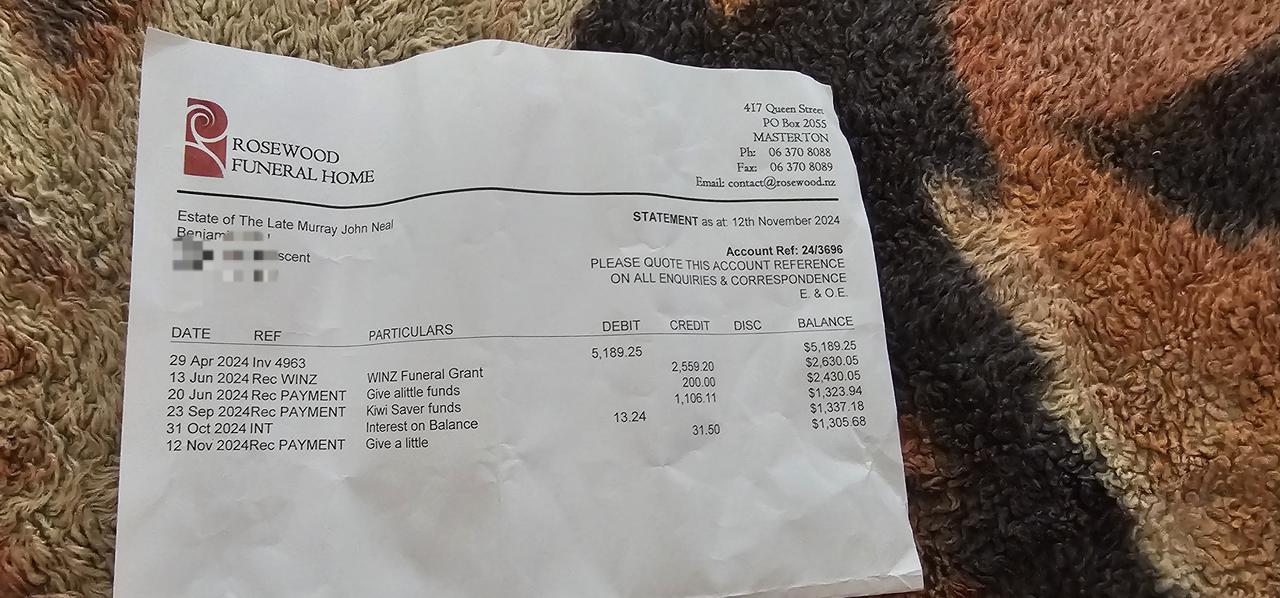 ROSEWOOD
FUNERAL HOME
417 Queen Street
PO Box 2055
MASTERTON
Ph: 06 370 8088
Fax: 06 370 8089
Email: contact@rosewood.nz
Estate of The Late Murray John Neal
STATEMENT as at: 12th November 2024
Account Ref: 24/3696
PLEASE QUOTE THIS ACCOUNT REFERENCE
ON ALL ENQUIRIES & CORRESPONDENCE
E. & O.E.
DATE REF PARTICULARS DEBIT CREDIT DISC BALANCE
29 Apr 2024 Inv 4963 5,189.25 $5,189.25
13 Jun 2024 Rec WINZ WINZ Funeral Grant 2,559.20 $2,630.05
20 Jun 2024 Rec PAYMENT Give alittle funds 200.00 $2,430.05
23 Sep 2024 Rec PAYMENT Kiwi Saver funds 1,106.11 $1,323.94
31 Oct 2024 INT Interest on Balance 13.24 $1,337.18
12 Nov 2024 Rec PAYMENT Give a little 31.50 $1,305.68